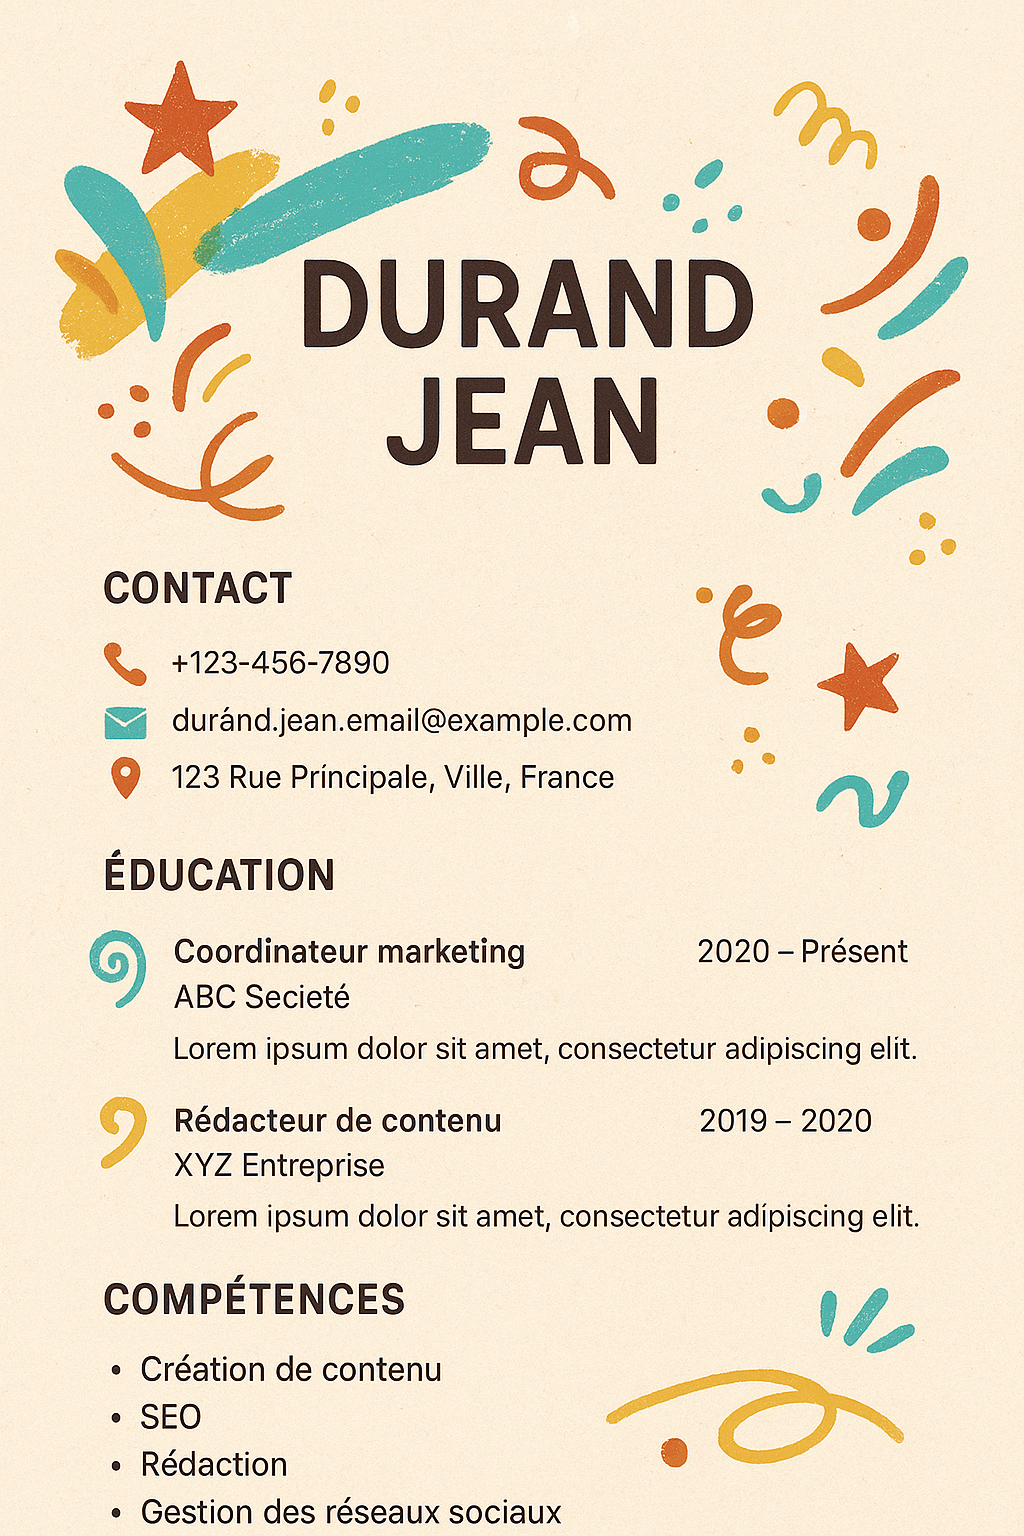 DURAND
JEAN
CONTACT
+123-456-7890
duránd.jean.email@example.com
123 Rue Príncipale, Ville, France
ÉDUCATION
Coordinateur marketing 2020 – Présent
ABC Secieté
Lorem ipsum dolor sit amet, consectetur adipiscing elit.
Rédacteur de contenu 2019 – 2020
XYZ Entreprise
Lorem ipsum dolor sit amet, consectetur adípiscing elit.
COMPÉTENCES
• Création de contenu
• SEO
• Rédaction
• Gestion des réseaux sociaux